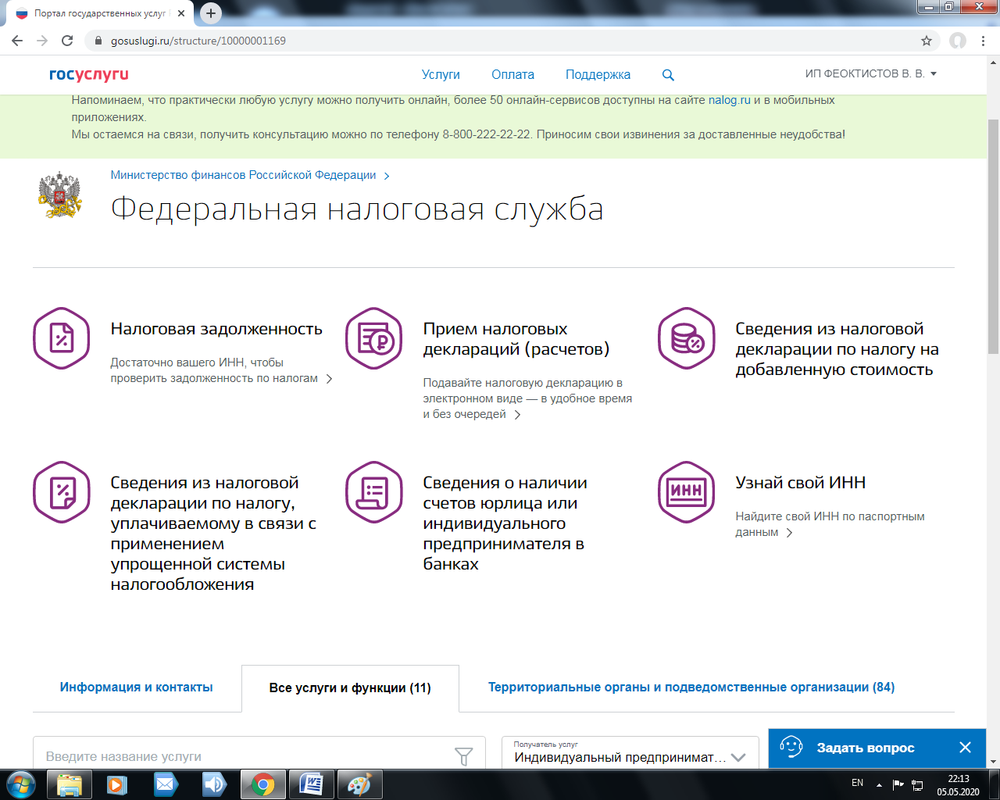 Портал государственных услуг
gosuslugi.ru/structure/10000001169
госуслуги
Услуги
Оплата
Поддержка
ИП ФЕОКТИСТОВ В. В.
Напоминаем, что практически любую услугу можно получить онлайн, более 50 онлайн-сервисов доступны на сайте nalog.ru и в мобильных
приложениях.
Мы остаемся на связи, получить консультацию можно по телефону 8-800-222-22-22. Приносим свои извинения за доставленные неудобства!
Министерство финансов Российской Федерации
Федеральная налоговая служба
Налоговая задолженность
Достаточно вашего ИНН, чтобы
проверить задолженность по налогам
Прием налоговых
деклараций (расчетов)
Подавайте налоговую декларацию в
электронном виде — в удобное время
и без очередей
Сведения из налоговой
декларации по налогу на
добавленную стоимость
Сведения из налоговой
декларации по налогу,
уплачиваемому в связи с
применением
упрощенной системы
налогообложения
Сведения о наличии
счетов юрлица или
индивидуального
предпринимателя в
банках
ИНН
Узнай свой ИНН
Найдите свой ИНН по паспортным
данным
Информация и контакты
Все услуги и функции (11)
Территориальные органы и подведомственные организации (84)
Введите название услуги
Получатель услуг
Индивидуальный предпринимат...
Задать вопрос
EN
22:13
05.05.2020